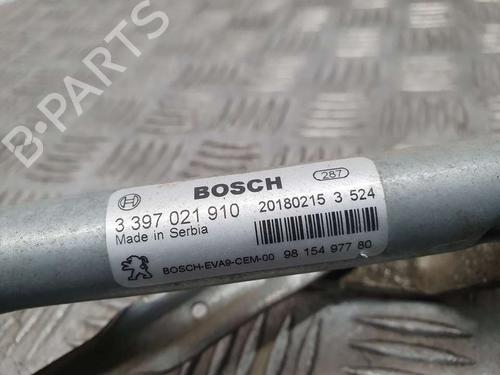 BOSCH
287
3 397 021 910
20180215 3 524
Made in Serbia
BOSCH-EVA9-CEM-00
98 154 977 80
B-PARTS